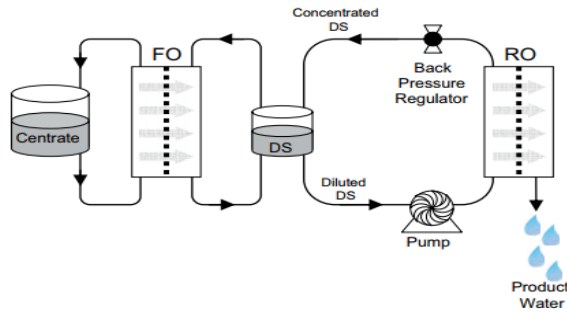 Concentrated
DS
FO
RO
Back
Pressure
Regulator
Centrate
DS
Diluted
DS
Pump
Product
Water